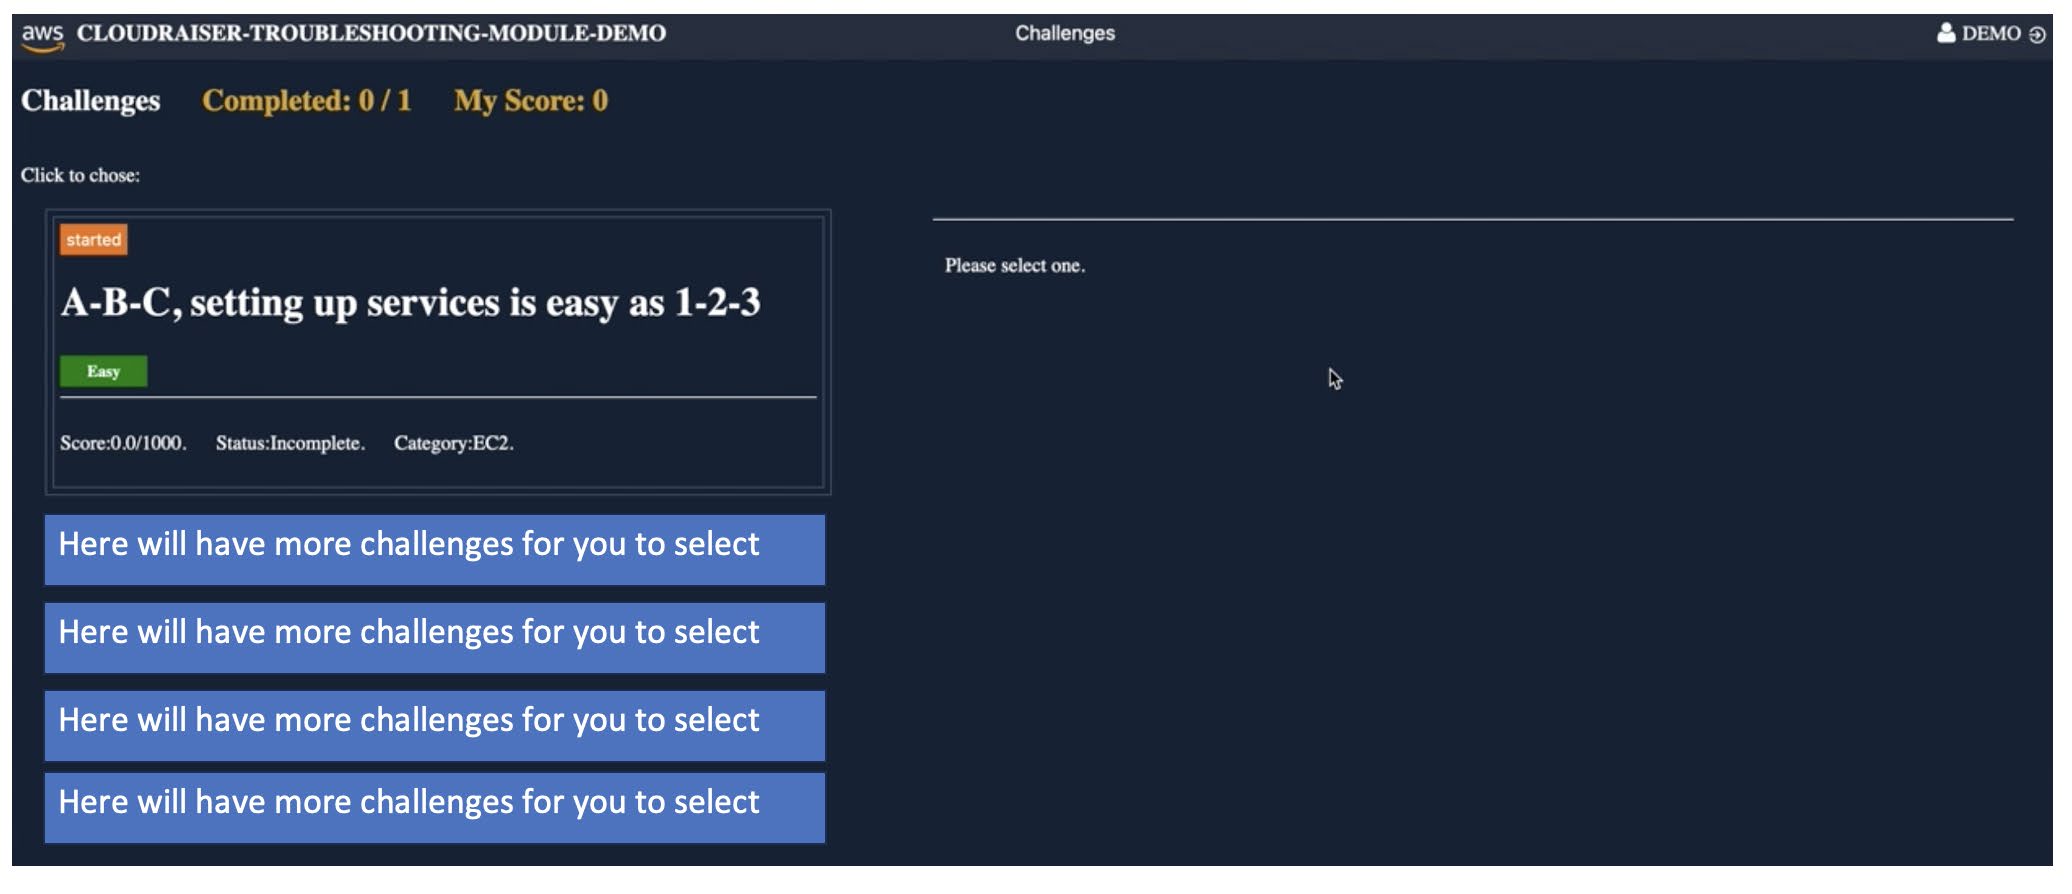 aws CLOUDRAISER-TROUBLESHOOTING-MODULE-DEMO Challenges DEMO
Challenges Completed: 0 / 1 My Score: 0
Click to chose:
started
A-B-C, setting up services is easy as 1-2-3
Easy
Score:0.0/1000. Status:Incomplete. Category:EC2.
Here will have more challenges for you to select
Here will have more challenges for you to select
Here will have more challenges for you to select
Here will have more challenges for you to select
Please select one.